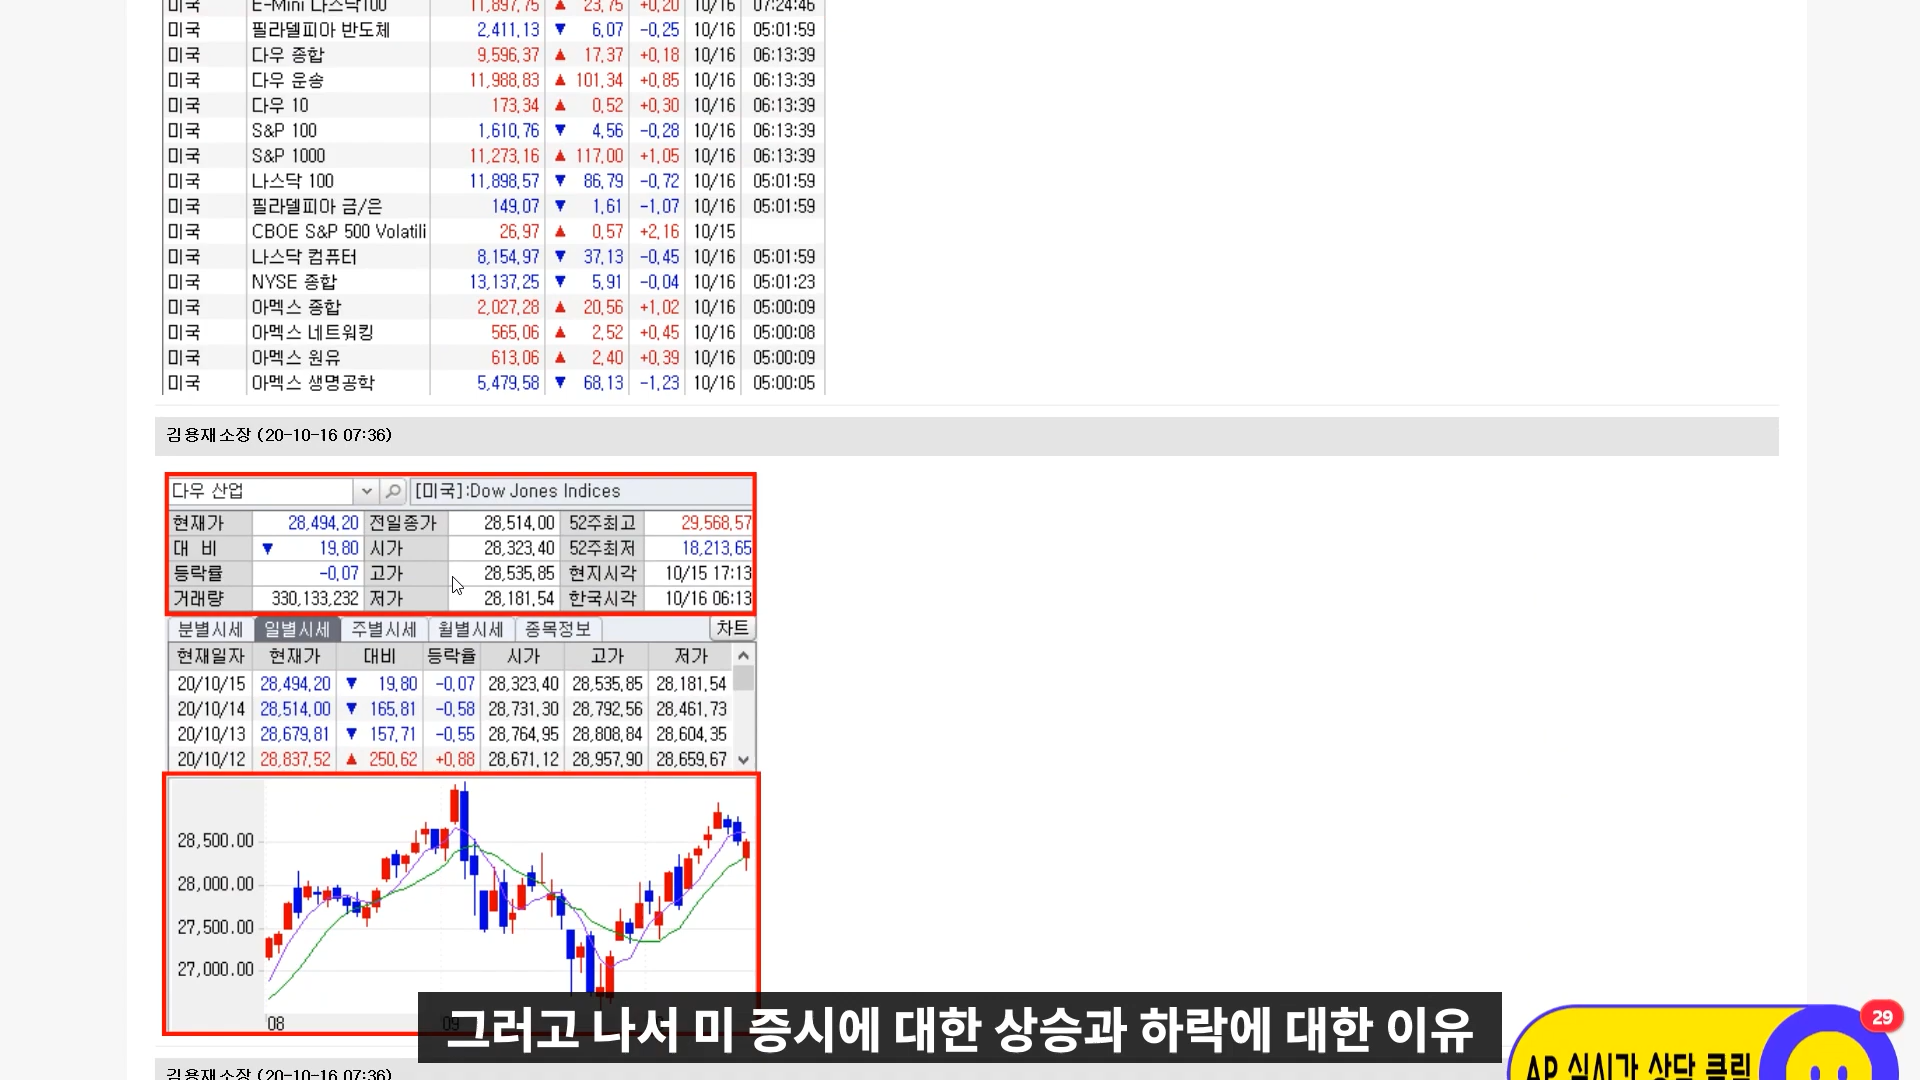 미국 E-Mini 나스닥100 11,897.75 ▲ 23.75 +0.20 10/16 07:24:46
미국 필라델피아 반도체 2,411.13 ▼ 6.07 -0.25 10/16 05:01:59
미국 다우 종합 9,596.37 ▲ 17.37 +0.18 10/16 06:13:39
미국 다우 운송 11,988.83 ▲ 101.34 +0.85 10/16 06:13:39
미국 다우 10 173.34 ▲ 0.52 +0.30 10/16 06:13:39
미국 S&P 100 1,610.76 ▼ 4.56 -0.28 10/16 06:13:39
미국 S&P 1000 11,273.16 ▲ 117.00 +1.05 10/16 06:13:39
미국 나스닥 100 11,898.57 ▼ 86.79 -0.72 10/16 05:01:59
미국 필라델피아 금/은 149.07 ▼ 1.61 -1.07 10/16 05:01:59
미국 CBOE S&P 500 Volatili 26.97 ▲ 0.57 +2.16 10/15
미국 나스닥 컴퓨터 8,154.97 ▼ 37.13 -0.45 10/16 05:01:59
미국 NYSE 종합 13,137.25 ▼ 5.91 -0.04 10/16 05:01:23
미국 아멕스 종합 2,027.28 ▲ 20.56 +1.02 10/16 05:00:09
미국 아멕스 네트워킹 565.06 ▲ 2.52 +0.45 10/16 05:00:08
미국 아멕스 원유 613.06 ▲ 2.40 +0.39 10/16 05:00:09
미국 아멕스 생명공학 5,479.58 ▼ 68.13 -1.23 10/16 05:00:05
김용재소장 (20-10-16 07:36)
다우 산업 [미국]:Dow Jones Indices
현재가 28,494.20 전일종가 28,514.00 52주최고 29,568.57
대 비 ▼ 19.80 시가 28,323.40 52주최저 18,213.65
등락률 -0.07 고가 28,535.85 현지시각 10/15 17:13
거래량 330,133,232 저가 28,181.54 한국시각 10/16 06:13
분별시세 일별시세 주별시세 월별시세 종목정보 차트
현재일자 현재가 대비 등락율 시가 고가 저가
20/10/15 28,494.20 ▼ 19.80 -0.07 28,323.40 28,535.85 28,181.54
20/10/14 28,514.00 ▼ 165.81 -0.58 28,731.30 28,792.56 28,461.73
20/10/13 28,679.81 ▼ 157.71 -0.55 28,764.95 28,808.84 28,604.35
20/10/12 28,837.52 ▲ 250.62 +0.88 28,671.12 28,957.90 28,659.67
28,500.00
28,000.00
27,500.00
27,000.00
08 09
그러고 나서 미 증시에 대한 상승과 하락에 대한 이유
29
AP 실시간 상담 클릭
김용재소장 (20-10-16 07:36)